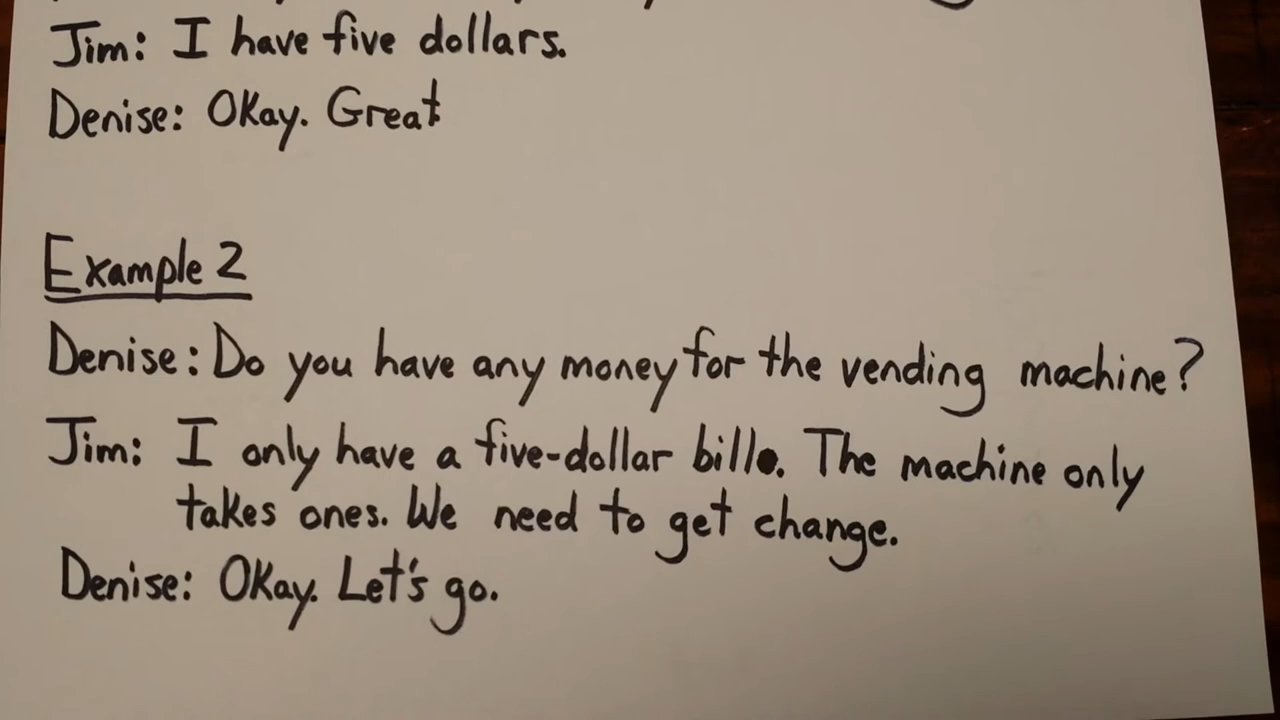 Jim: I have five dollars.
Denise: Okay. Great
Example 2
Denise: Do you have any money for the vending machine?
Jim: I only have a five-dollar bill. The machine only
takes ones. We need to get change.
Denise: Okay. Let's go.